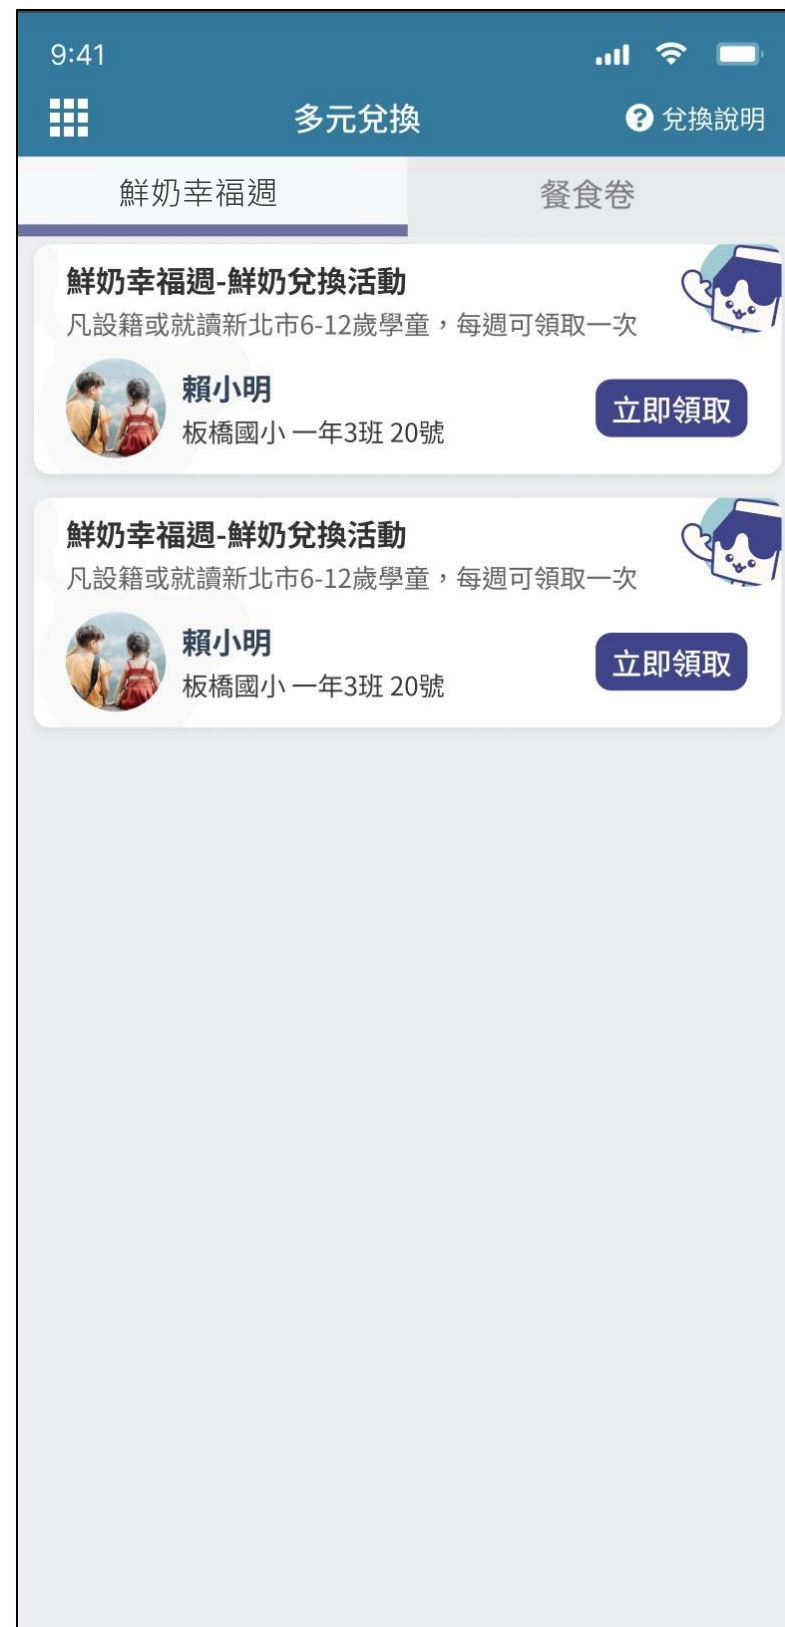 9:41
多元兌換
兌換說明
鮮奶幸福週
餐食卷
鮮奶幸福週-鮮奶兌換活動
凡設籍或就讀新北市6-12歲學童，每週可領取一次
賴小明
板橋國小 一年3班 20號
立即領取
鮮奶幸福週-鮮奶兌換活動
凡設籍或就讀新北市6-12歲學童，每週可領取一次
賴小明
板橋國小 一年3班 20號
立即領取